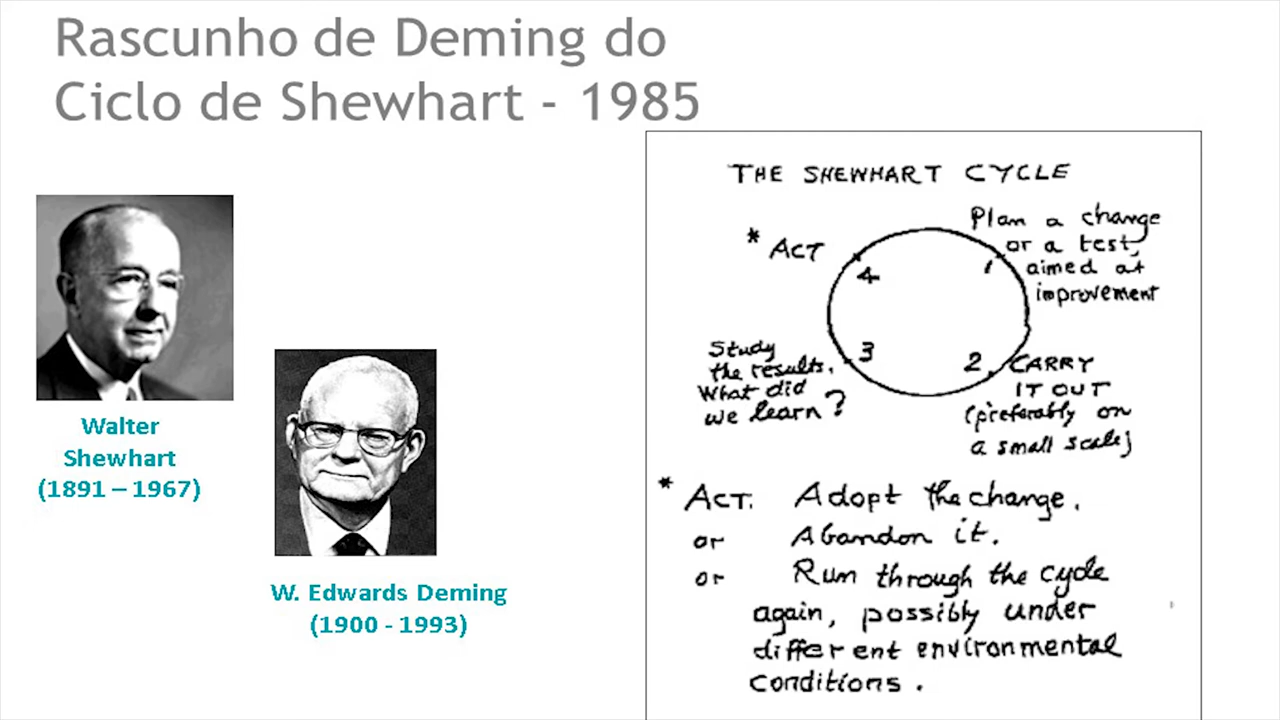 Rascunho de Deming do
Ciclo de Shewhart - 1985
Walter
Shewhart
(1891 – 1967)
W. Edwards Deming
(1900 - 1993)
THE SHEWHART CYCLE
* ACT
4
Plan a change
or a test,
1
aimed at
improvement
Study
the results.
What did
we learn?
3
2. CARRY
IT OUT
(preferably on
a small scale)
* ACT. Adopt the change.
or Abandon it.
or Run through the cycle
again, possibly under
different environmental
conditions.